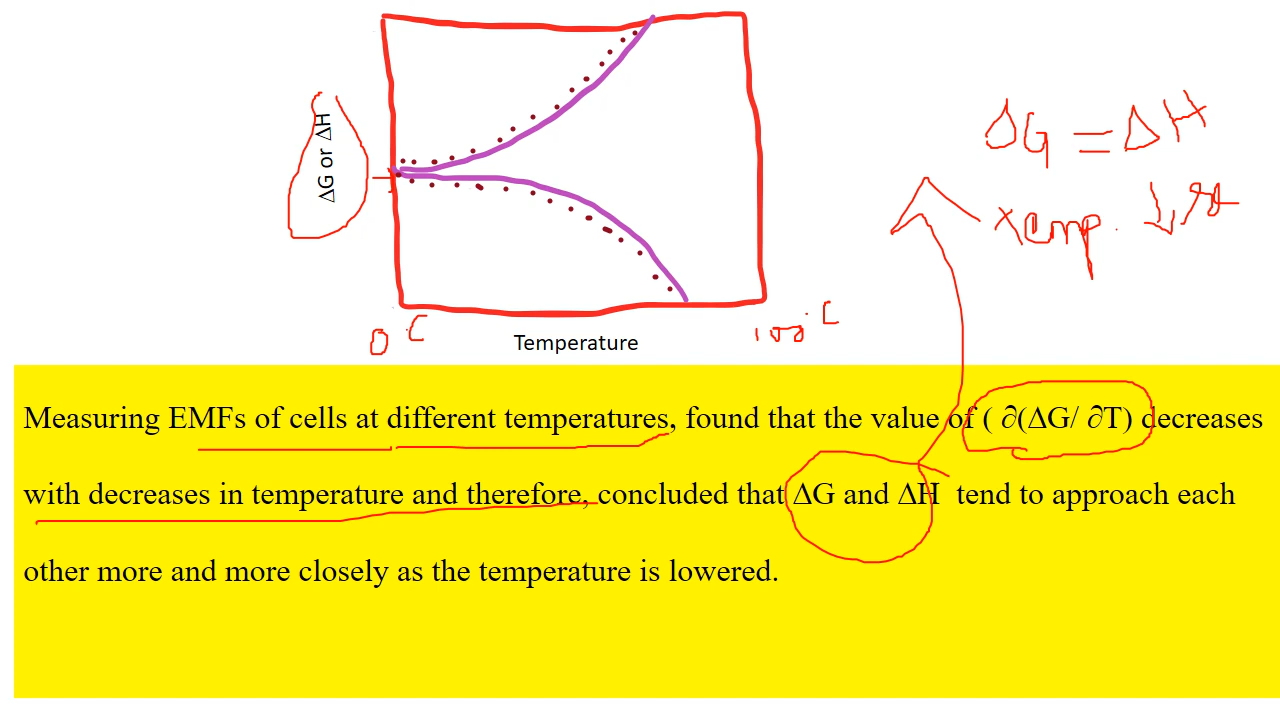 ΔG or ΔH
ΔG = ΔH
Temp. ↓
0°C
Temperature
100°C
Measuring EMFs of cells at different temperatures, found that the value of ( ∂(ΔG/ ∂T) decreases
with decreases in temperature and therefore, concluded that ΔG and ΔH tend to approach each
other more and more closely as the temperature is lowered.